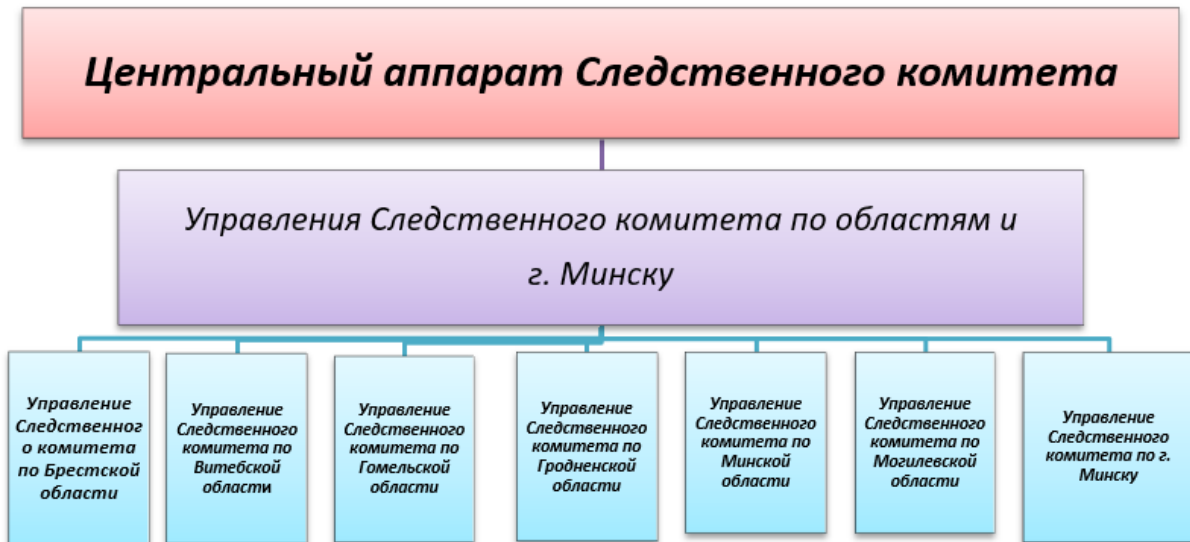 Центральный аппарат Следственного комитета
Управления Следственного комитета по областям и
г. Минску
Управление
Следственног
о комитета
по Брестской
области
Управление
Следственного
комитета по
Витебской
области
Управление
Следственного
комитета по
Гомельской
области
Управление
Следственного
комитета по
Гродненской
области
Управление
Следственного
комитета по
Минской
области
Управление
Следственного
комитета по
Могилевской
области
Управление
Следственного
комитета по г.
Минску